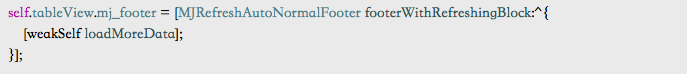 self.tableView.mj_footer = [MJRefreshAutoNormalFooter footerWithRefreshingBlock:^{
    [weakSelf loadMoreData];
}];